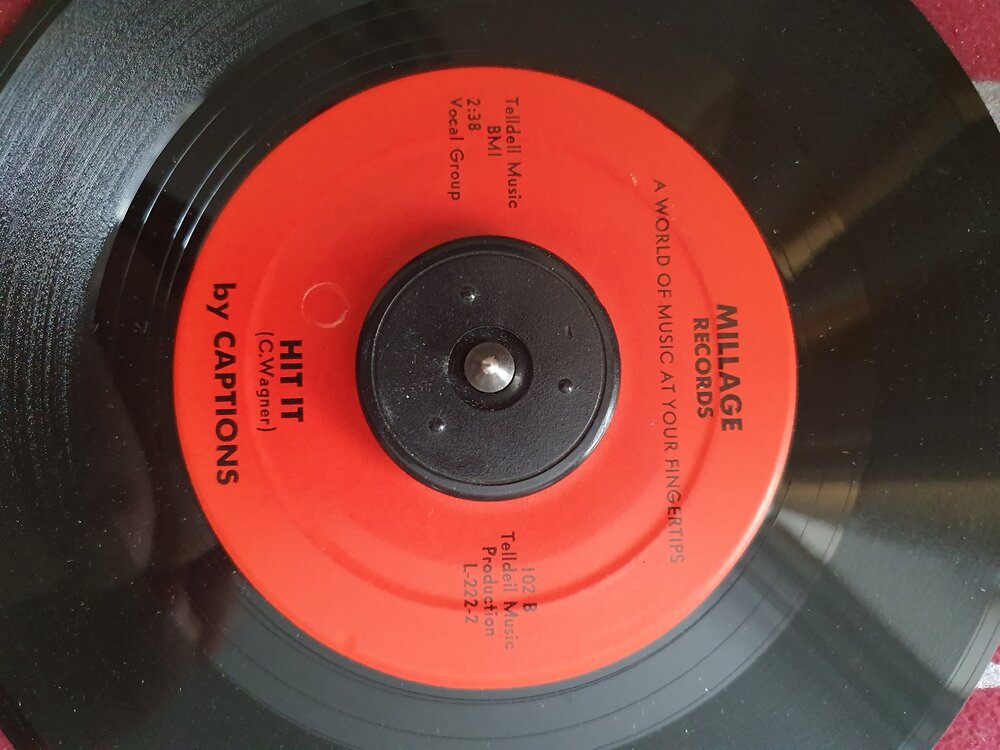 MILLAGE
RECORDS
A WORLD OF MUSIC AT YOUR FINGERTIPS
Telldell Music
BMI
2:38
Vocal Group
102 B
Telldell Music
Production
L-222-2
HIT IT
(C.Wagner)
by CAPTIONS